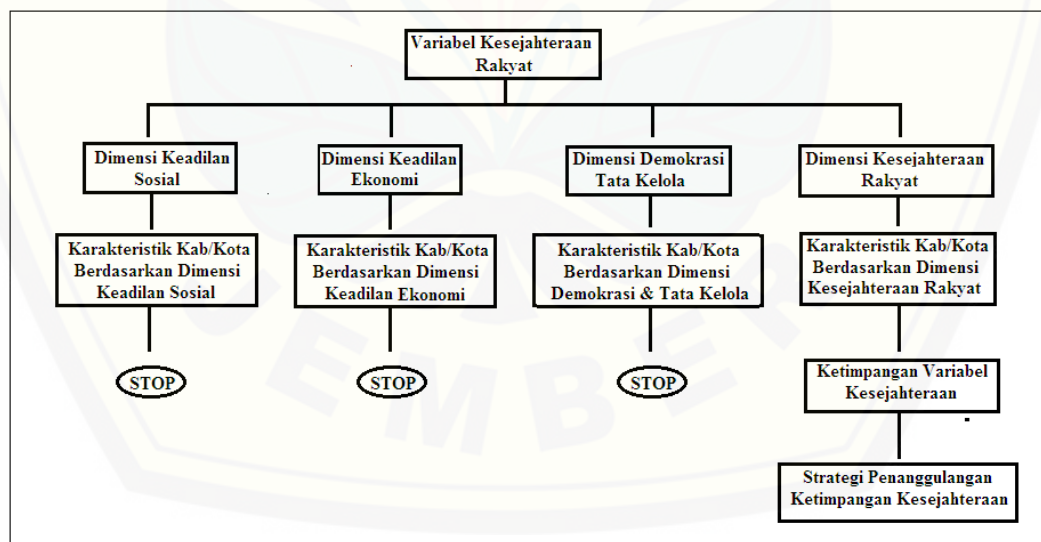 Variabel Kesejahteraan
Rakyat
Dimensi Keadilan
Sosial
Dimensi Keadilan
Ekonomi
Dimensi Demokrasi
Tata Kelola
Dimensi Kesejahteraan
Rakyat
Karakteristik Kab/Kota
Berdasarkan Dimensi
Keadilan Sosial
Karakteristik Kab/Kota
Berdasarkan Dimensi
Keadilan Ekonomi
Karakteristik Kab/Kota
Berdasarkan Dimensi
Demokrasi & Tata Kelola
Karakteristik Kab/Kota
Berdasarkan Dimensi
Kesejahteraan Rakyat
STOP
STOP
STOP
Ketimpangan Variabel
Kesejahteraan
Strategi Penanggulangan
Ketimpangan Kesejahteraan
JEMBER